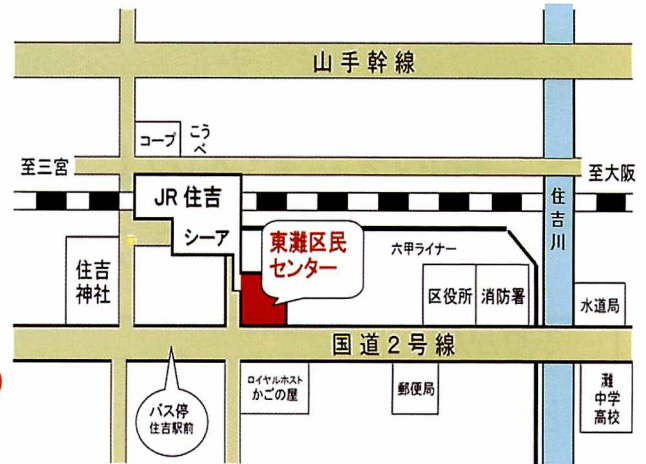 山手幹線
コープ
こう
べ
至三宮
至大阪
JR 住吉
シーア
東灘区民
センター
六甲ライナー
住吉川
住吉
神社
区役所
消防署
水道局
国道2号線
ロイヤルホスト
かごの屋
郵便局
灘
中学
高校
バス停
住吉駅前